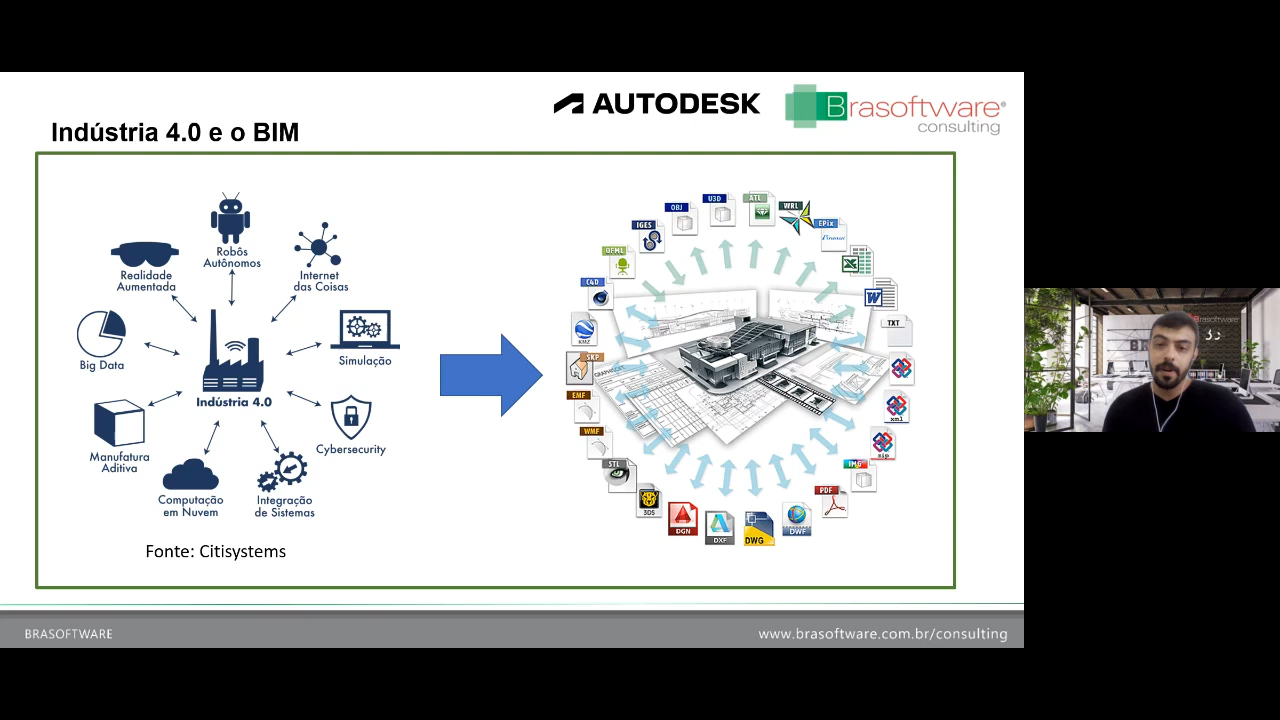 AUTODESK
Brasoftware®
consulting
Indústria 4.0 e o BIM
Robôs
Autônomos
Realidade
Aumentada
Internet
das Coisas
Big Data
Simulação
Indústria 4.0
Manufatura
Aditiva
Cybersecurity
Computação
em Nuvem
Integração
de Sistemas
Fonte: Citisystems
U3D
OBJ
IGES
C4D
KMZ
SKP
EMF
WMF
STL
3DS
DGN
DXF
DWG
DWF
PDF
IMG
zip
xml
TXT
W
X
EPix
WRL
Brasoftware
BRASOFTWARE
www.brasoftware.com.br/consulting